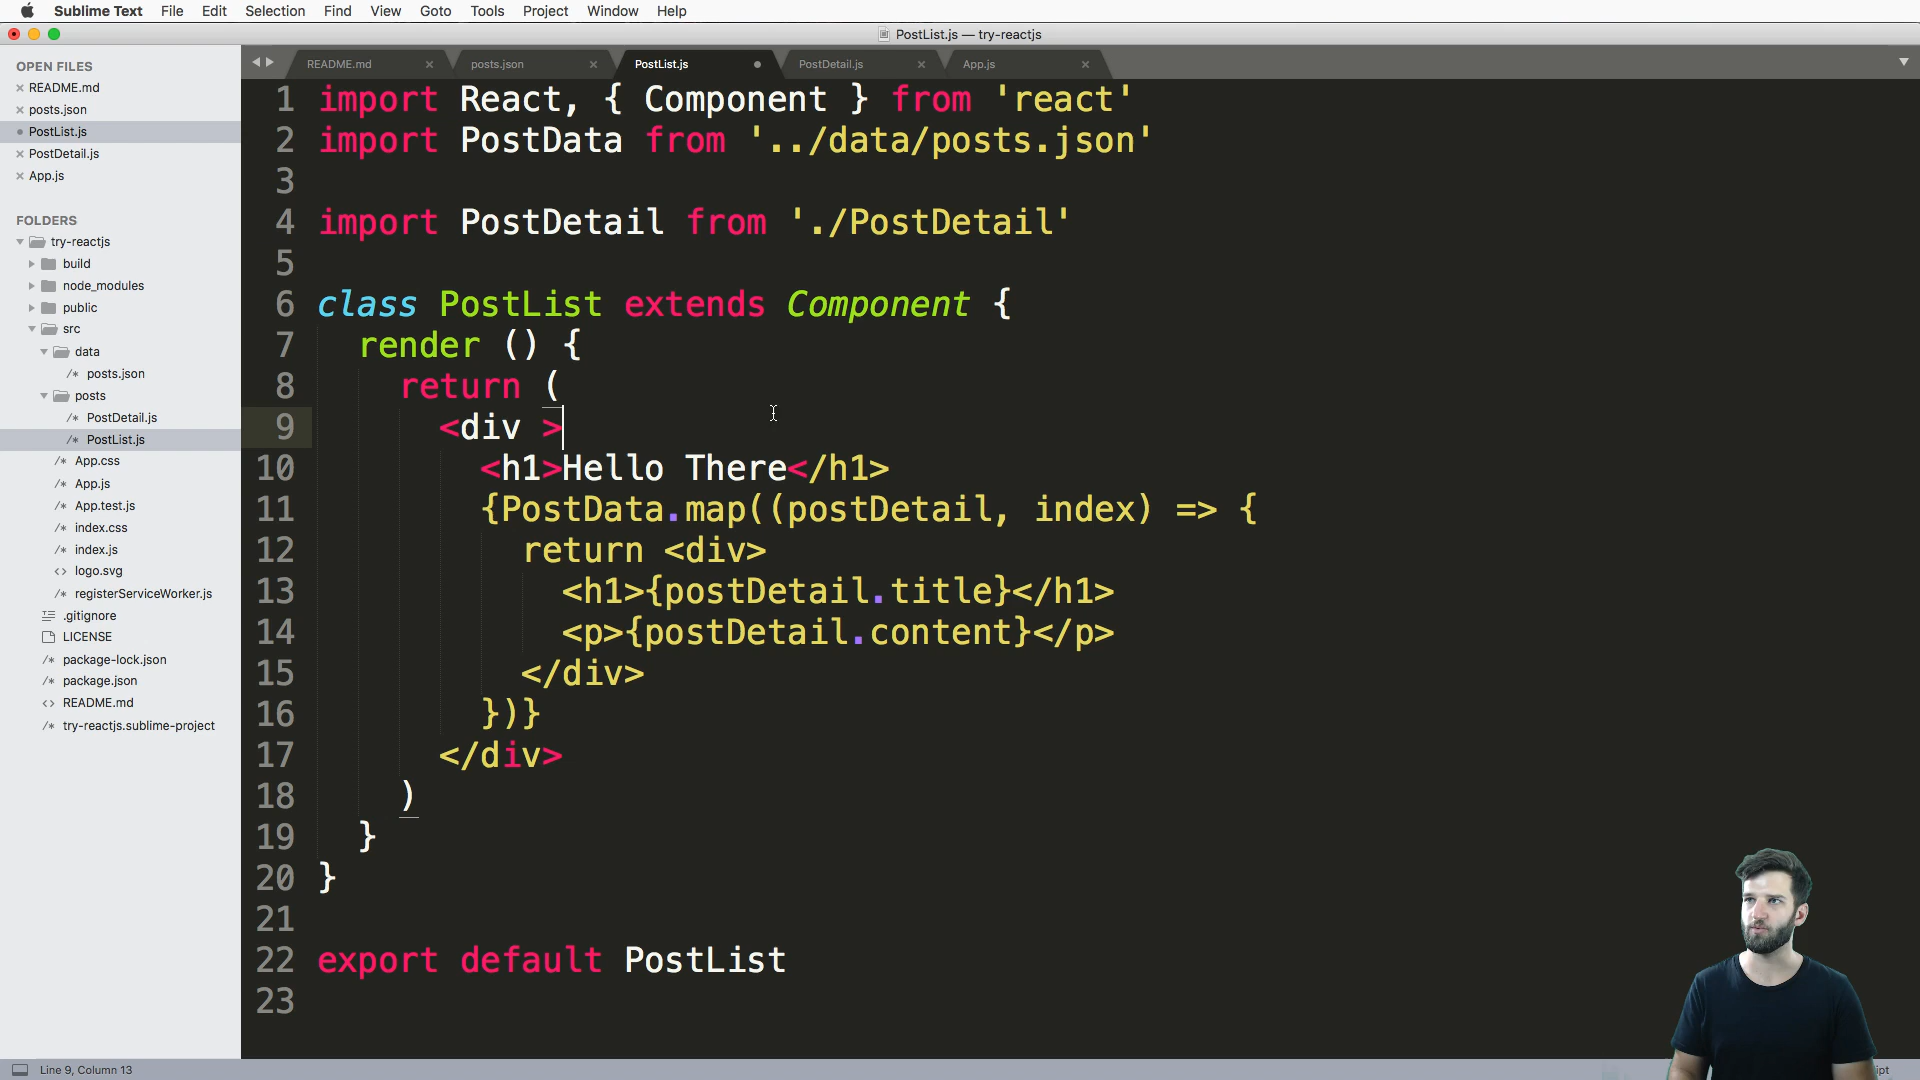 Sublime Text File Edit Selection Find View Goto Tools Project Window Help
PostList.js — try-reactjs
OPEN FILES
README.md
posts.json
PostList.js
PostDetail.js
App.js
FOLDERS
try-reactjs
build
node_modules
public
src
data
/* posts.json
posts
/* PostDetail.js
/* PostList.js
/* App.css
/* App.js
/* App.test.js
/* index.css
/* index.js
<> logo.svg
/* registerServiceWorker.js
.gitignore
LICENSE
/* package-lock.json
/* package.json
<> README.md
/* try-reactjs.sublime-project
README.md posts.json PostList.js PostDetail.js App.js
1 import React, { Component } from 'react'
2 import PostData from '../data/posts.json'
3
4 import PostDetail from './PostDetail'
5
6 class PostList extends Component {
7 render () {
8 return (
9 <div >
10 <h1>Hello There</h1>
11 {PostData.map((postDetail, index) => {
12 return <div>
13 <h1>{postDetail.title}</h1>
14 <p>{postDetail.content}</p>
15 </div>
16 })}
17 </div>
18 )
19 }
20 }
21
22 export default PostList
23
Line 9, Column 13